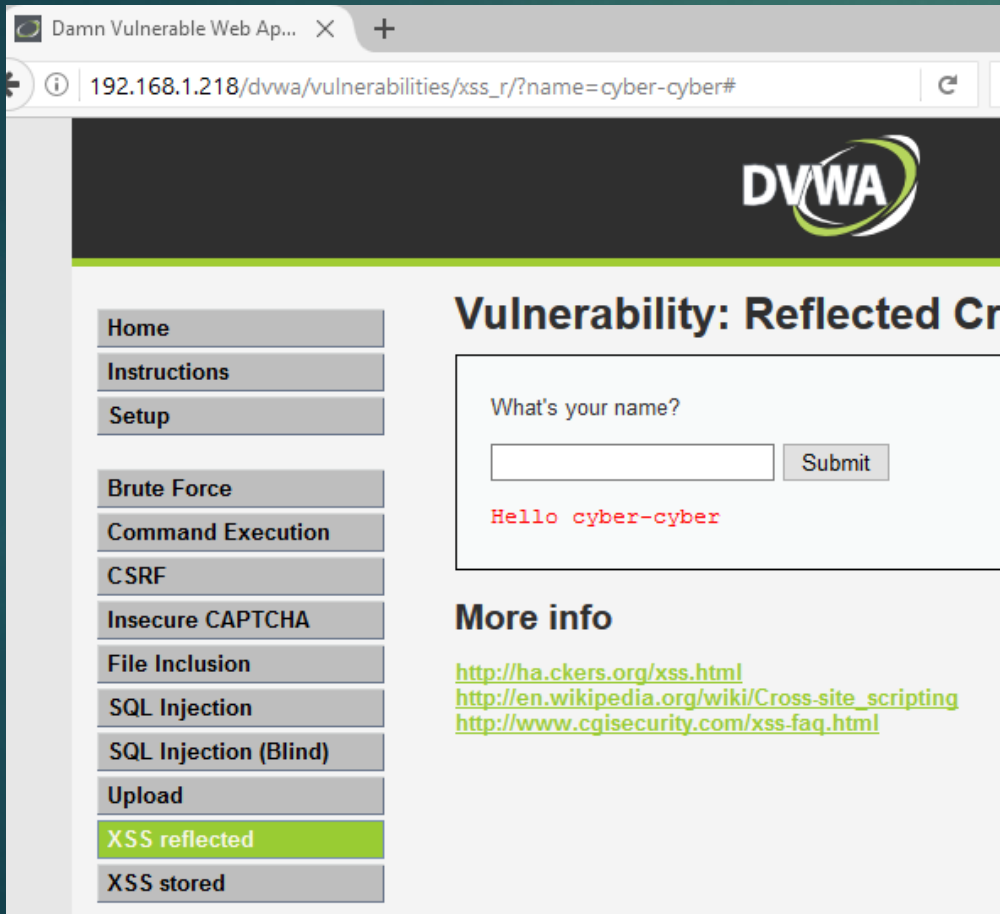 Damn Vulnerable Web Ap...
192.168.1.218/dvwa/vulnerabilities/xss_r/?name=cyber-cyber#
DVWA
Home
Instructions
Setup
Brute Force
Command Execution
CSRF
Insecure CAPTCHA
File Inclusion
SQL Injection
SQL Injection (Blind)
Upload
XSS reflected
XSS stored
Vulnerability: Reflected Cr
What's your name?
Submit
Hello cyber-cyber
More info
http://ha.ckers.org/xss.html
http://en.wikipedia.org/wiki/Cross-site_scripting
http://www.cgisecurity.com/xss-faq.html